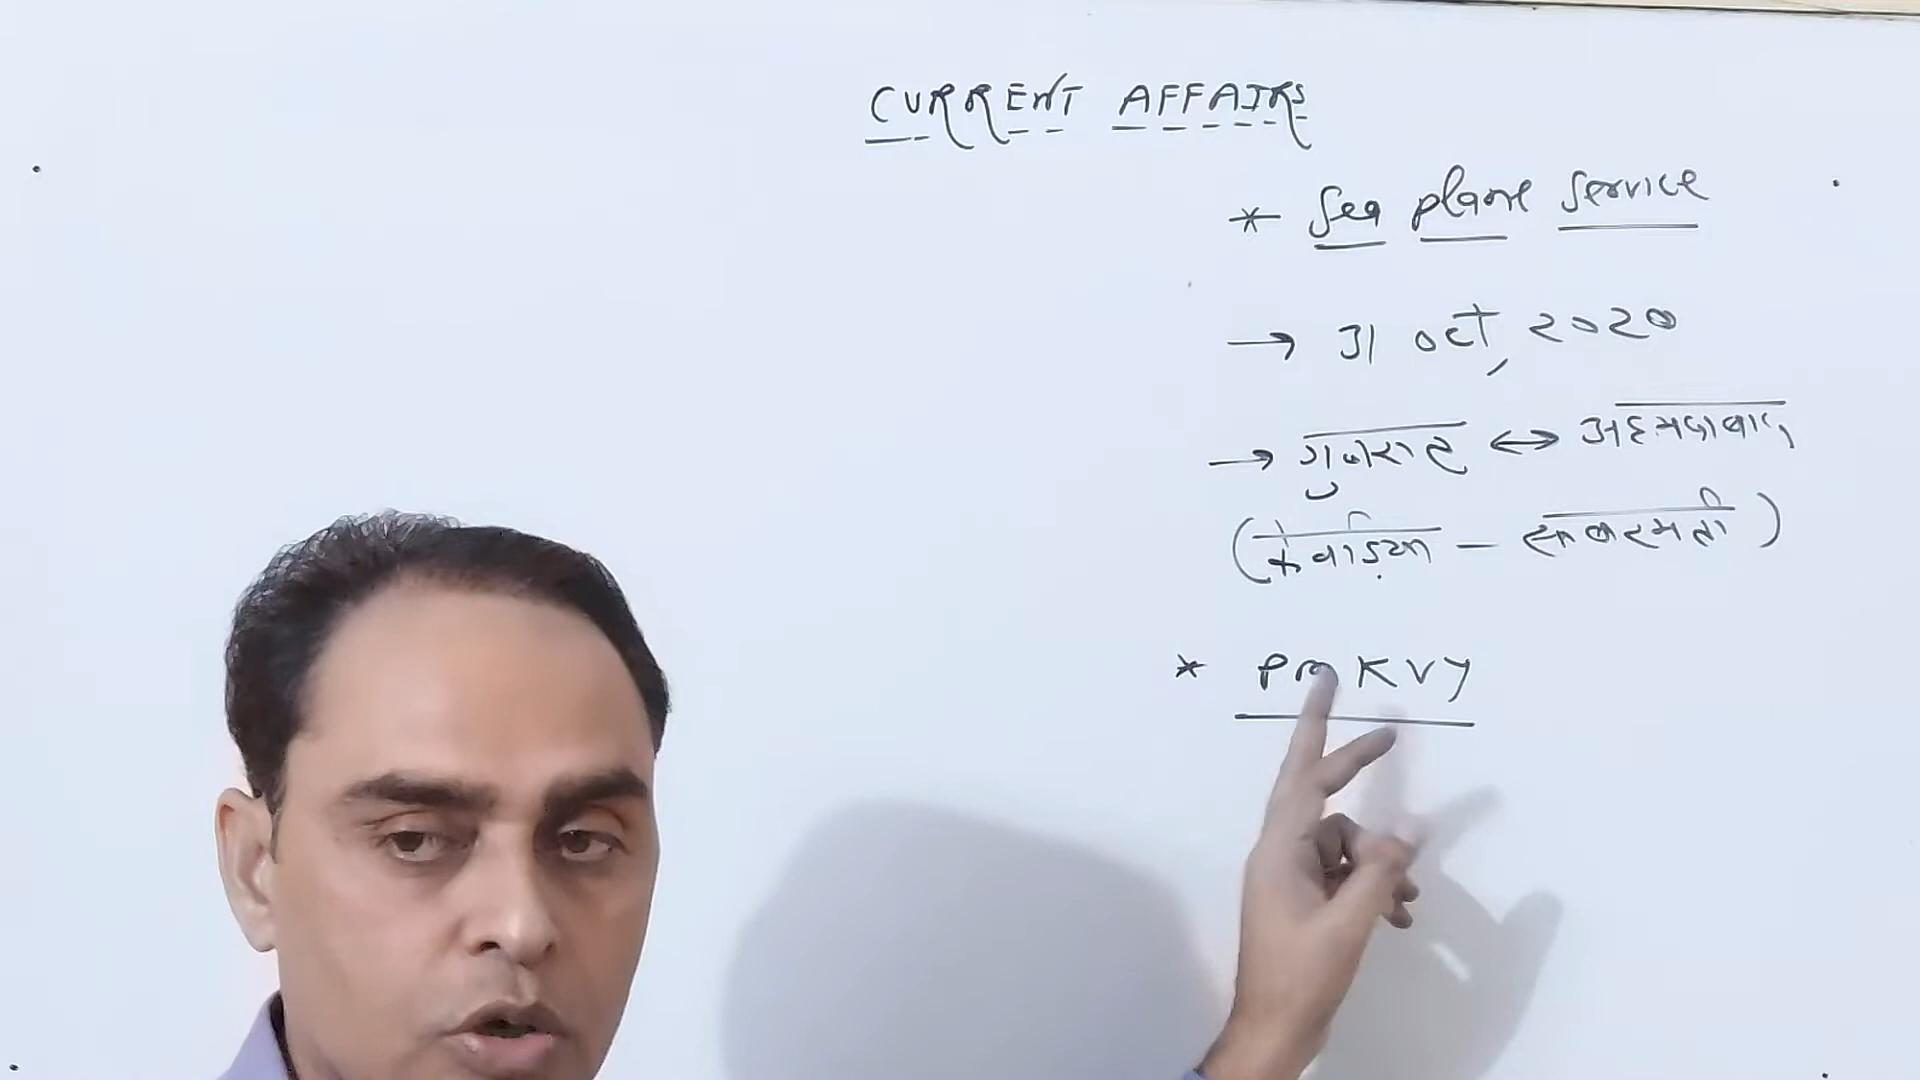 CURRENT AFFAIRS
* Sea plane Service
→ 31 oct, 2020
→ गुजरात ↔ अहमदाबाद
(केवड़िया - साबरमती)
* PMKVY